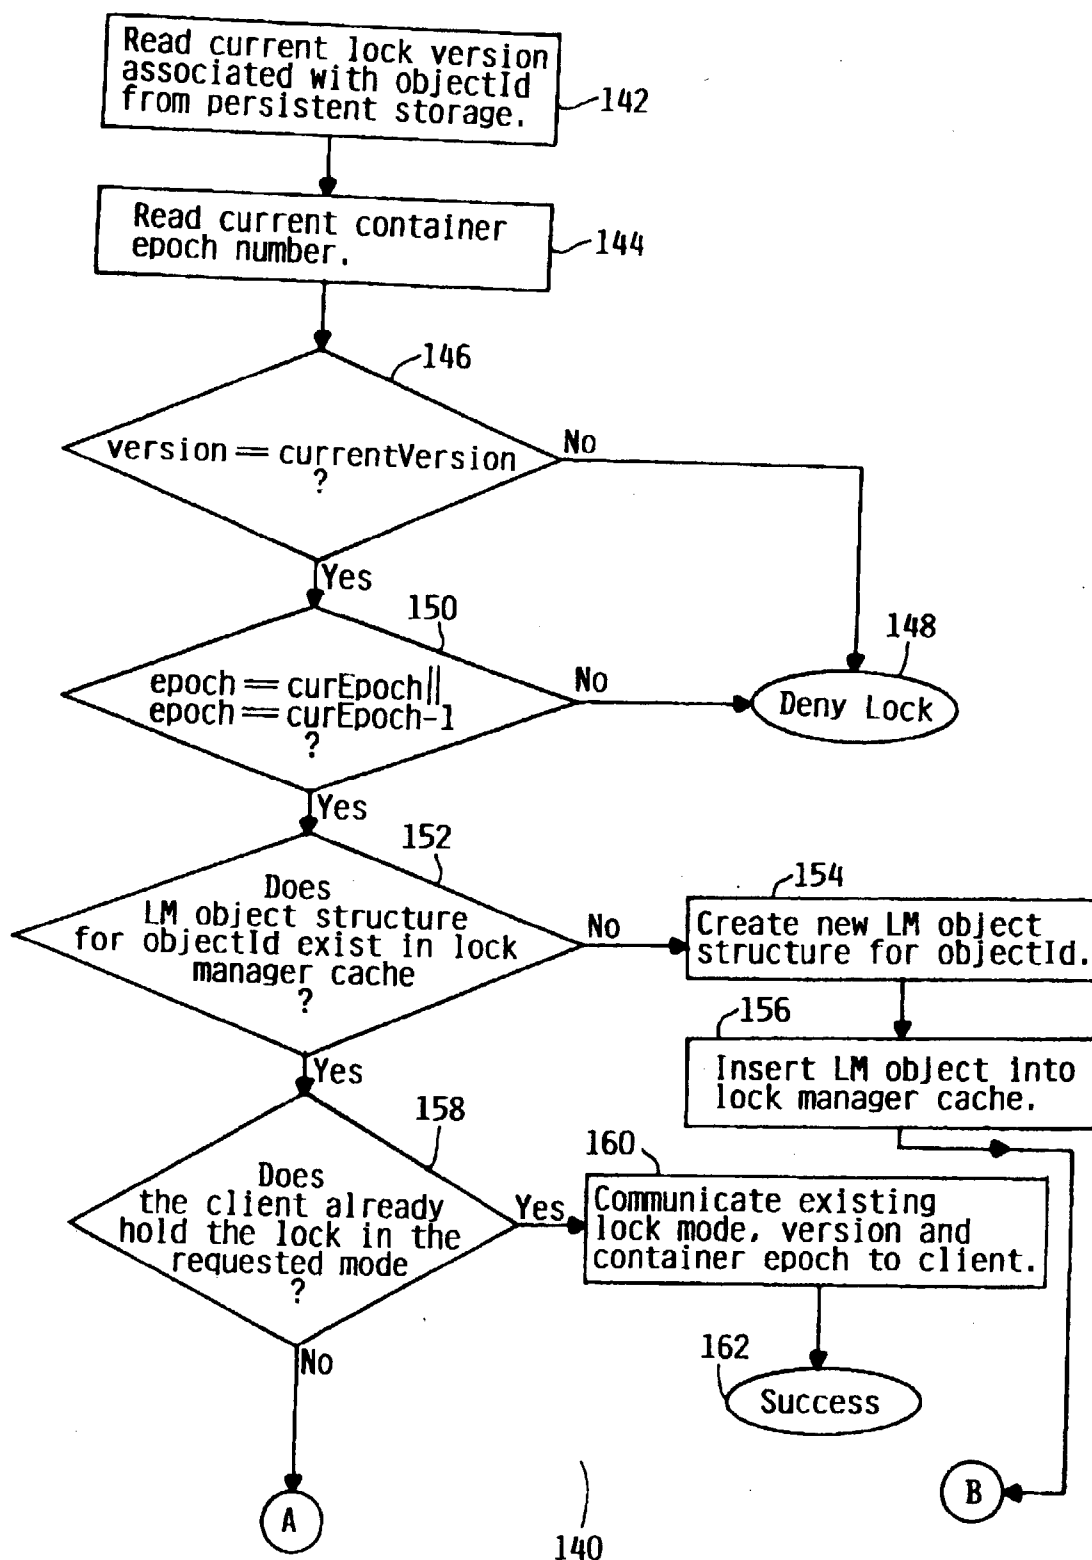 Read current lock version
associated with objectId
from persistent storage.
142
Read current container
epoch number.
144
146
version == currentVersion
?
No
Yes
150
148
epoch == curEpoch||
epoch == curEpoch-1
?
No
Deny Lock
Yes
152
Does
LM object structure
for objectId exist in lock
manager cache
?
No
154
Create new LM object
structure for objectId.
156
Insert LM object into
lock manager cache.
Yes
158
Does
the client already
hold the lock in the
requested mode
?
Yes
160
Communicate existing
lock mode, version and
container epoch to client.
No
162
Success
A
B
140